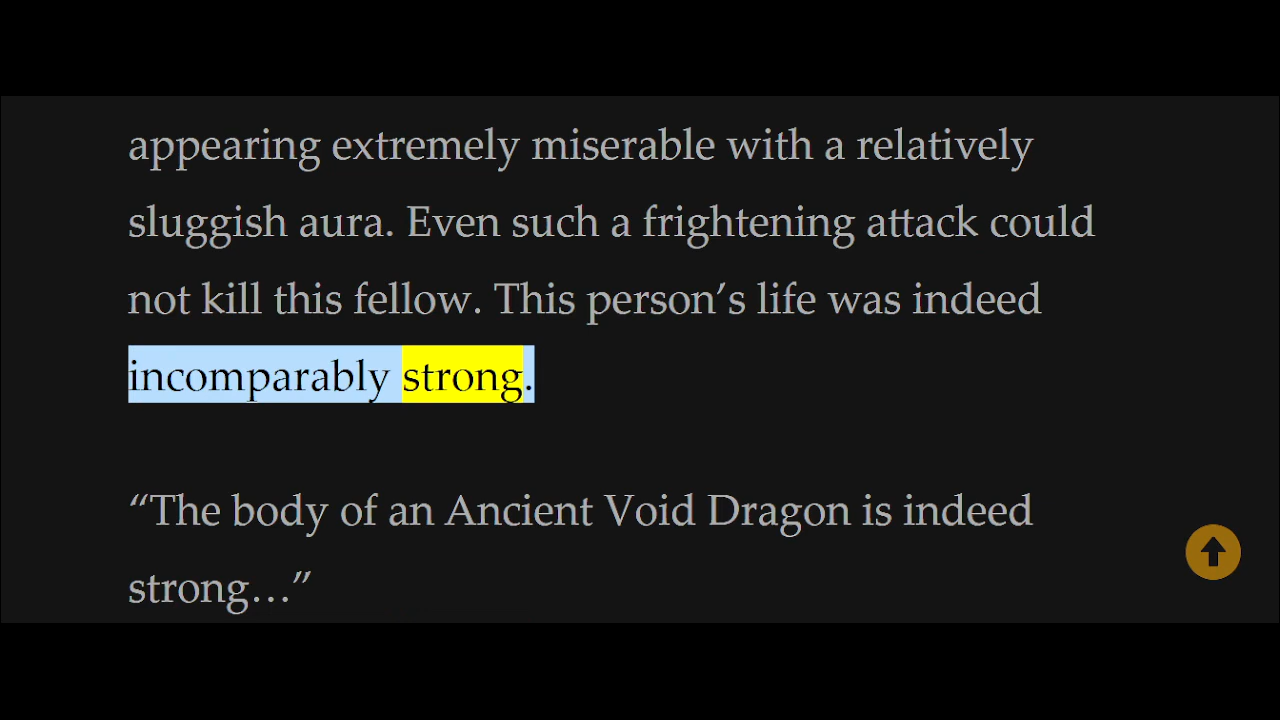 appearing extremely miserable with a relatively
sluggish aura. Even such a frightening attack could
not kill this fellow. This person’s life was indeed
incomparably strong.
“The body of an Ancient Void Dragon is indeed
strong…”